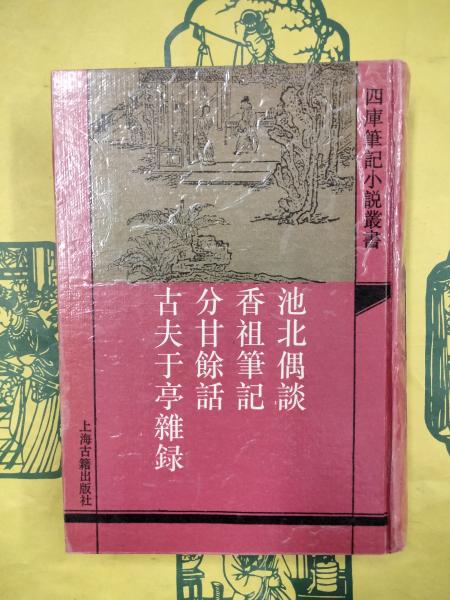 四庫筆記小説叢書
池北偶談
香祖筆記
分甘餘話
古夫于亭雜録
上海古籍出版社